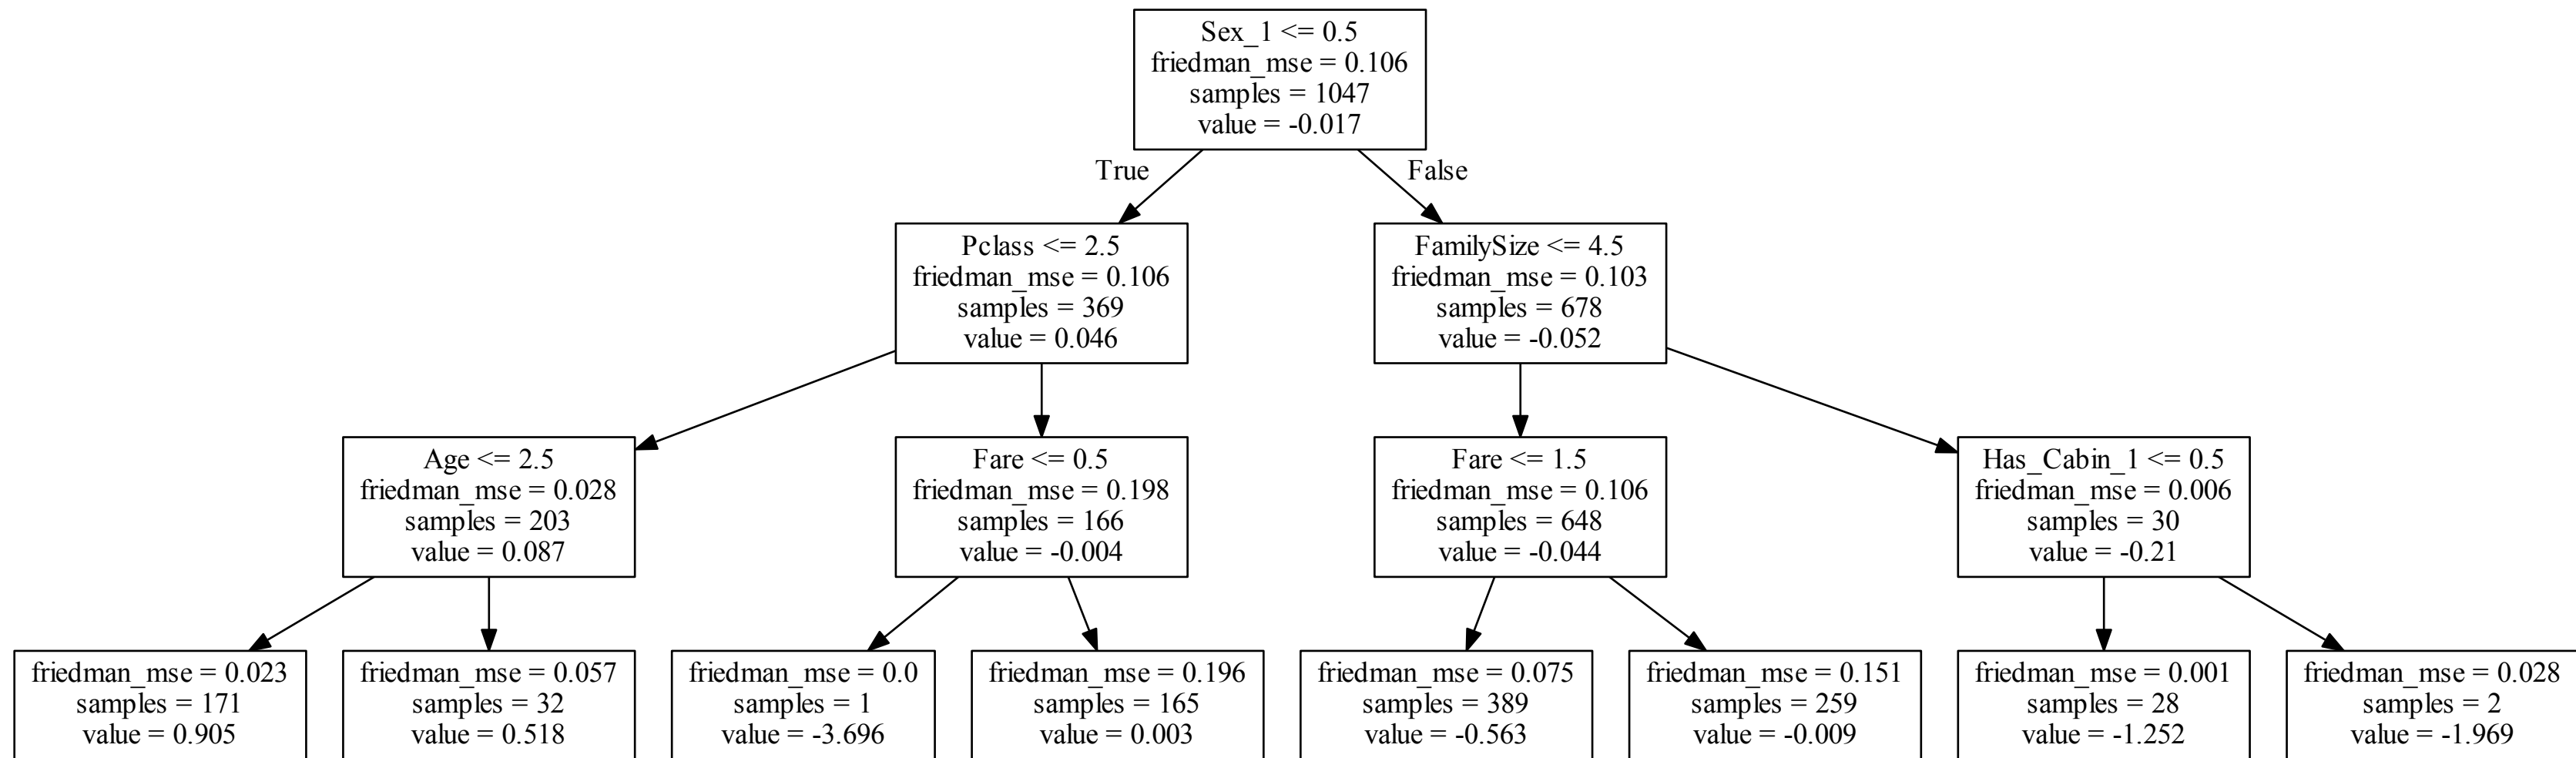 Sex_1 <= 0.5
friedman_mse = 0.106
samples = 1047
value = -0.017
True
False
Pclass <= 2.5
friedman_mse = 0.106
samples = 369
value = 0.046
FamilySize <= 4.5
friedman_mse = 0.103
samples = 678
value = -0.052
Age <= 2.5
friedman_mse = 0.028
samples = 203
value = 0.087
Fare <= 0.5
friedman_mse = 0.198
samples = 166
value = -0.004
Fare <= 1.5
friedman_mse = 0.106
samples = 648
value = -0.044
Has_Cabin_1 <= 0.5
friedman_mse = 0.006
samples = 30
value = -0.21
friedman_mse = 0.023
samples = 171
value = 0.905
friedman_mse = 0.057
samples = 32
value = 0.518
friedman_mse = 0.0
samples = 1
value = -3.696
friedman_mse = 0.196
samples = 165
value = 0.003
friedman_mse = 0.075
samples = 389
value = -0.563
friedman_mse = 0.151
samples = 259
value = -0.009
friedman_mse = 0.001
samples = 28
value = -1.252
friedman_mse = 0.028
samples = 2
value = -1.969